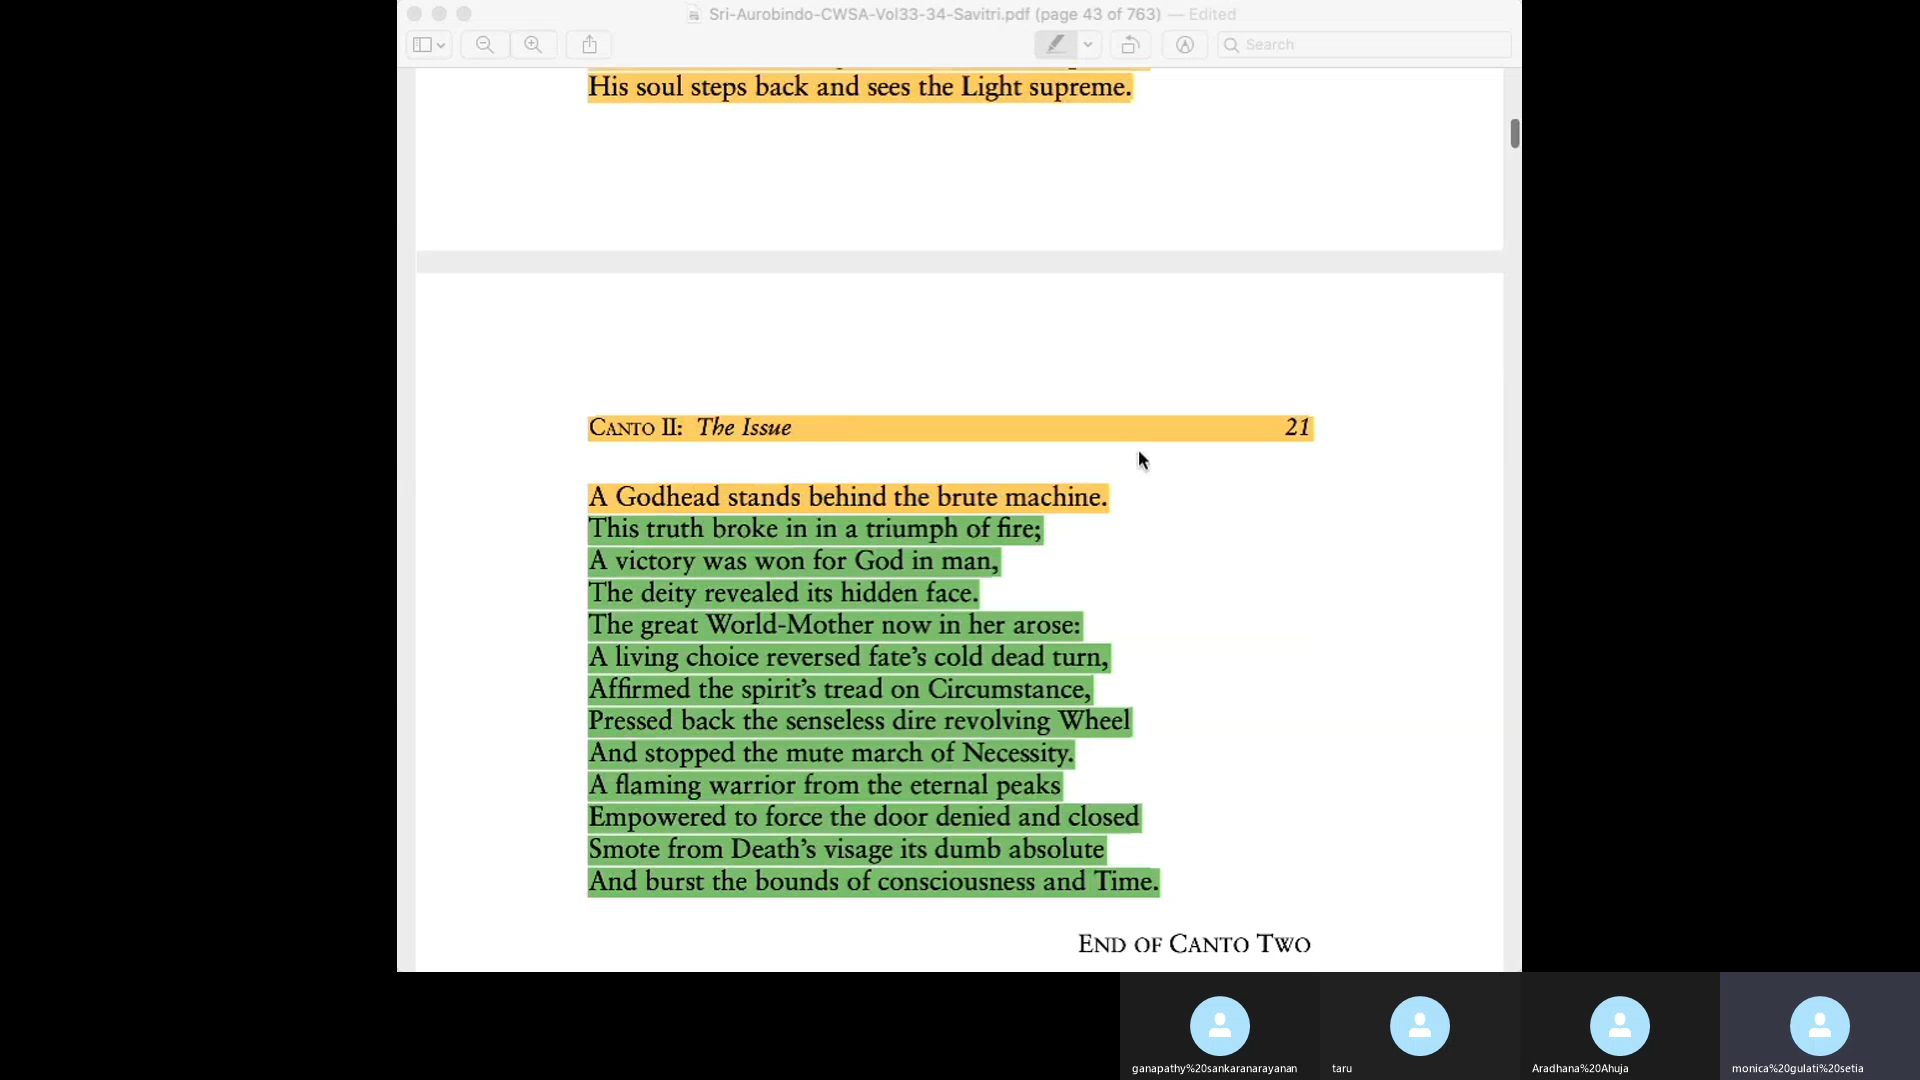 Sri-Aurobindo-CWSA-Vol33-34-Savitri.pdf (page 43 of 763) — Edited
Search
His soul steps back and sees the Light supreme.
CANTO II: The Issue 21
A Godhead stands behind the brute machine.
This truth broke in in a triumph of fire;
A victory was won for God in man,
The deity revealed its hidden face.
The great World-Mother now in her arose:
A living choice reversed fate's cold dead turn,
Affirmed the spirit's tread on Circumstance,
Pressed back the senseless dire revolving Wheel
And stopped the mute march of Necessity.
A flaming warrior from the eternal peaks
Empowered to force the door denied and closed
Smote from Death's visage its dumb absolute
And burst the bounds of consciousness and Time.
END OF CANTO TWO
ganapathy%20sankaranarayanan taru Aradhana%20Ahuja monica%20gulati%20setia